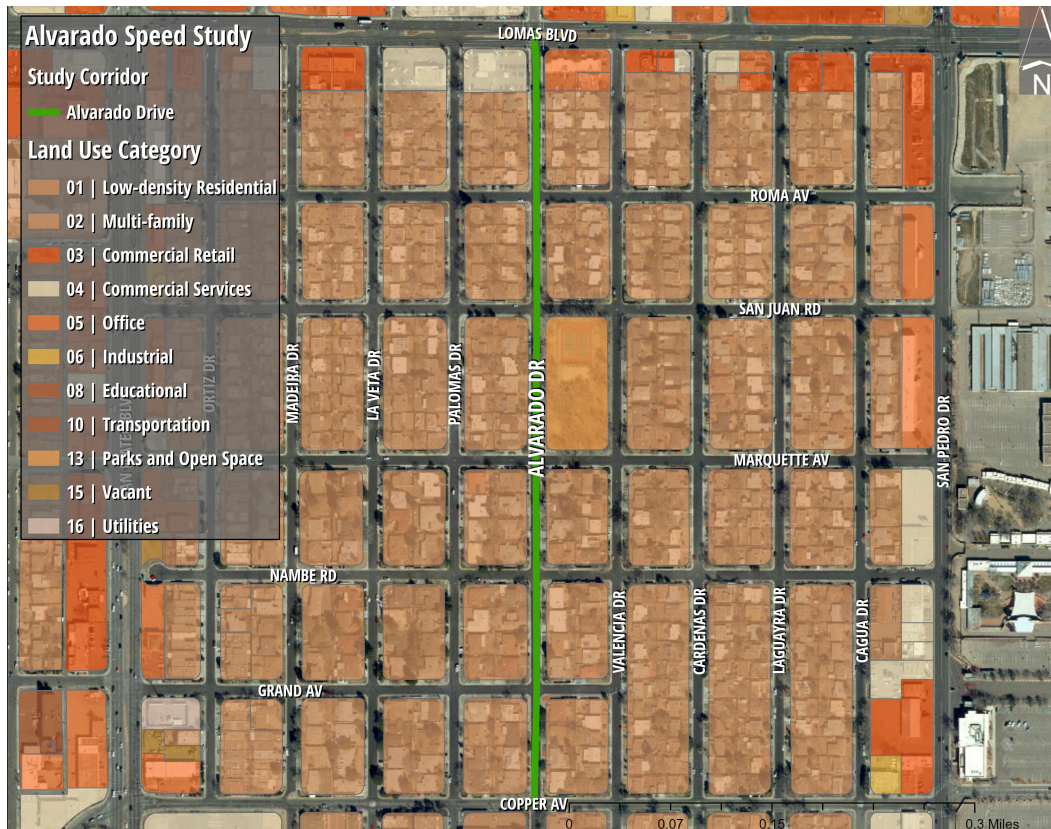 Alvarado Speed Study
Study Corridor
Alvarado Drive
Land Use Category
01 | Low-density Residential
02 | Multi-family
03 | Commercial Retail
04 | Commercial Services
05 | Office
06 | Industrial
08 | Educational
10 | Transportation
13 | Parks and Open Space
15 | Vacant
16 | Utilities
LOMAS BLVD
N
ROMA AV
SAN JUAN RD
ORTIZ DR
MADEIRA DR
LA VETA DR
PALOMAS DR
ALVARADO DR
SAN PEDRO DR
MARQUETTE AV
NAMBE RD
VALENCIA DR
CARDENAS DR
LAGUAYRA DR
CAGUA DR
GRAND AV
COPPER AV
0 0.07 0.15 0.3 Miles